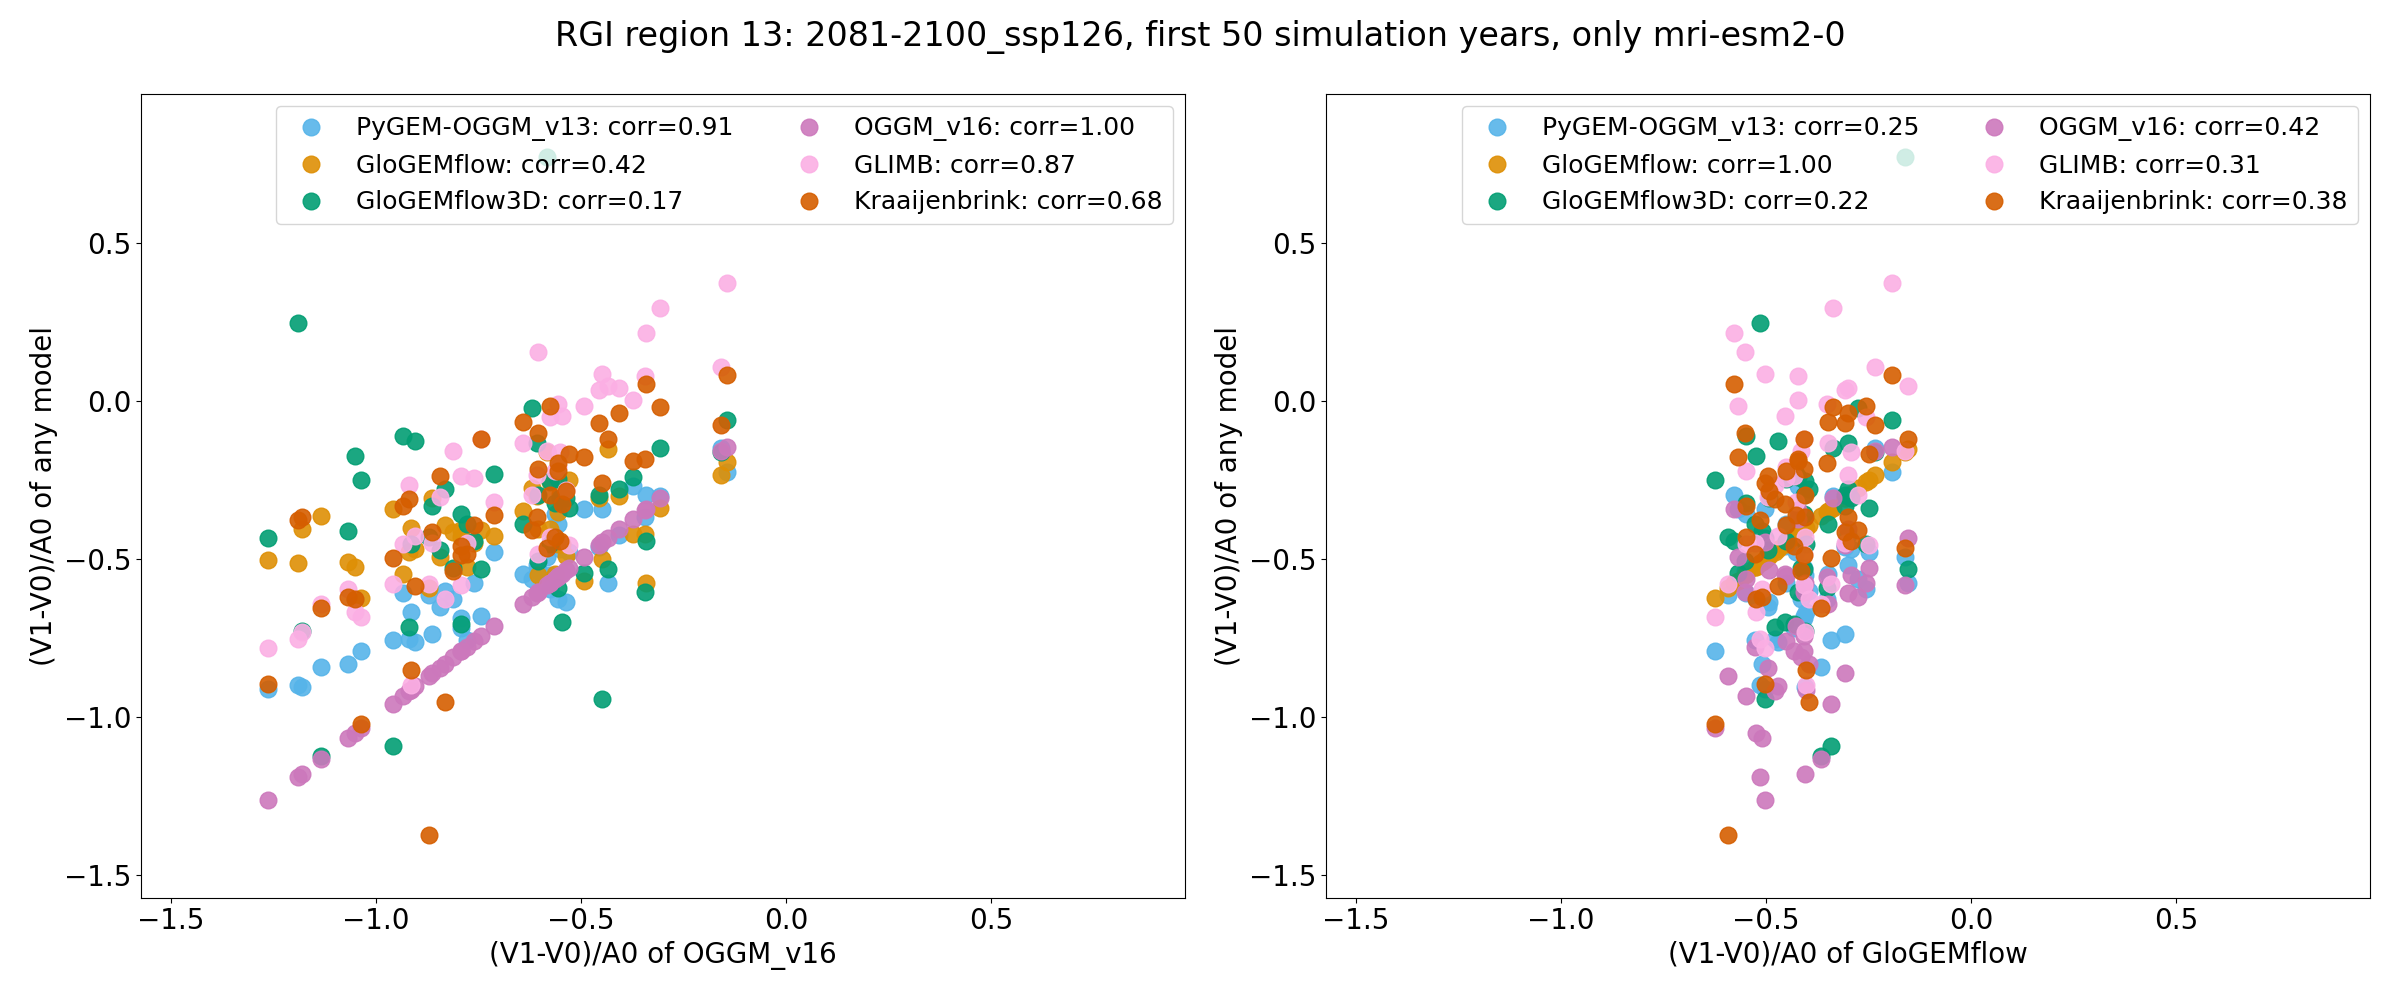 RGI region 13: 2081-2100_ssp126, first 50 simulation years, only mri-esm2-0
PyGEM-OGGM_v13: corr=0.91
GloGEMflow: corr=0.42
GloGEMflow3D: corr=0.17
OGGM_v16: corr=1.00
GLIMB: corr=0.87
Kraaijenbrink: corr=0.68
(V1-V0)/A0 of any model
0.5
0.0
−0.5
−1.0
−1.5
−1.5
−1.0
−0.5
0.0
0.5
(V1-V0)/A0 of OGGM_v16
PyGEM-OGGM_v13: corr=0.25
GloGEMflow: corr=1.00
GloGEMflow3D: corr=0.22
OGGM_v16: corr=0.42
GLIMB: corr=0.31
Kraaijenbrink: corr=0.38
(V1-V0)/A0 of any model
0.5
0.0
−0.5
−1.0
−1.5
−1.5
−1.0
−0.5
0.0
0.5
(V1-V0)/A0 of GloGEMflow